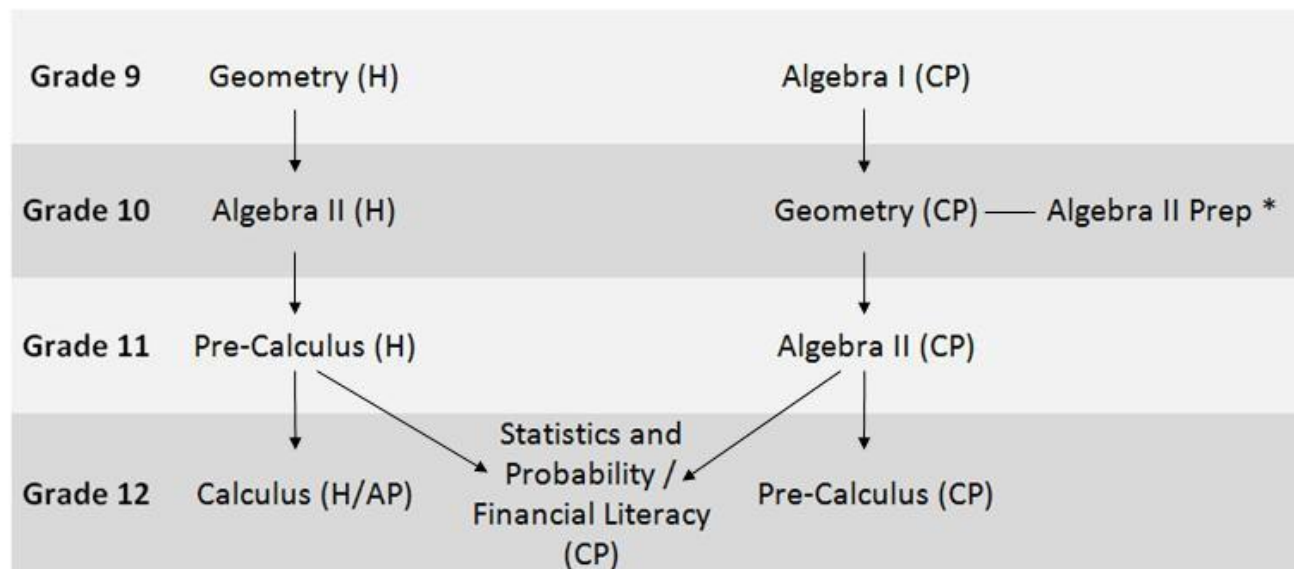 Grade 9 Geometry (H) Algebra I (CP)
Grade 10 Algebra II (H) Geometry (CP) Algebra II Prep *
Grade 11 Pre-Calculus (H) Algebra II (CP)
Grade 12 Calculus (H/AP)
Statistics and
Probability /
Financial Literacy
(CP)
Pre-Calculus (CP)